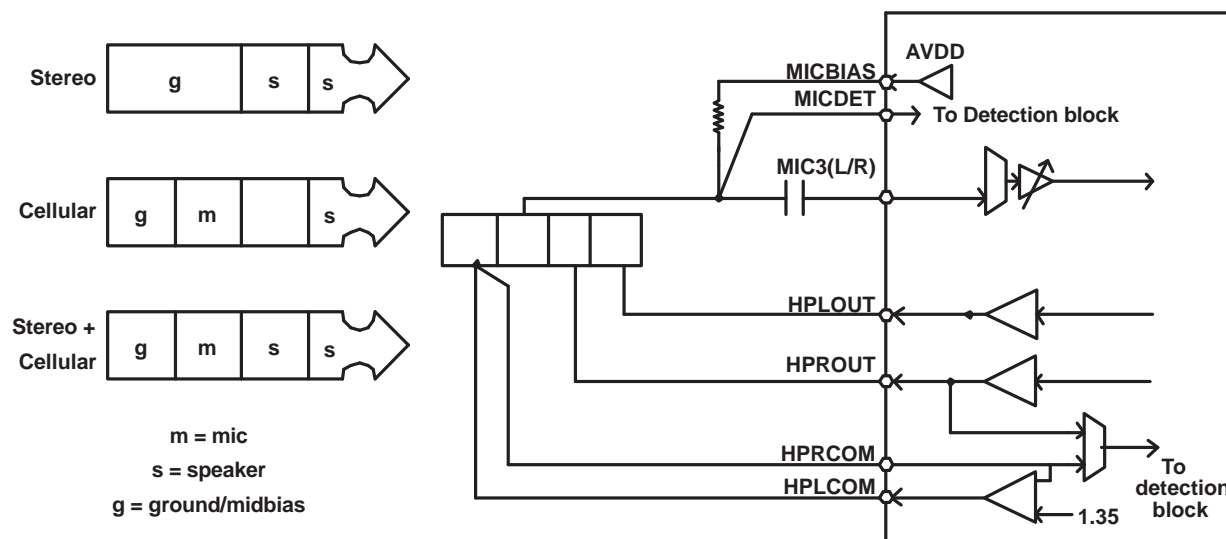 Stereo
g s s
Cellular
g m s
Stereo +
Cellular
g m s s
m = mic
s = speaker
g = ground/midbias
AVDD
MICBIAS
MICDET
To Detection block
MIC3(L/R)
HPLOUT
HPROUT
HPRCOM
HPLCOM
To
detection
block
1.35